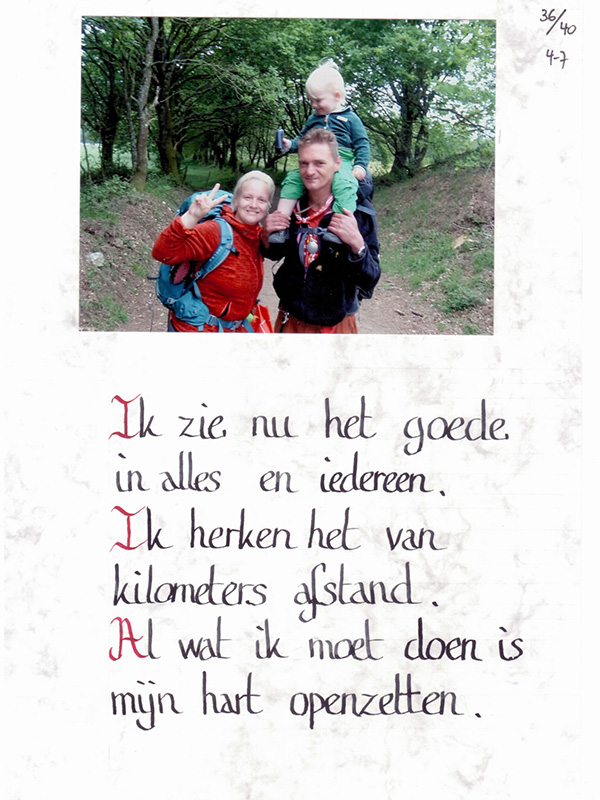 36/40
4-7
Ik zie nu het goede
in alles en iedereen.
Ik herken het van
kilometers afstand.
Al wat ik moet doen is
mijn hart openzetten.